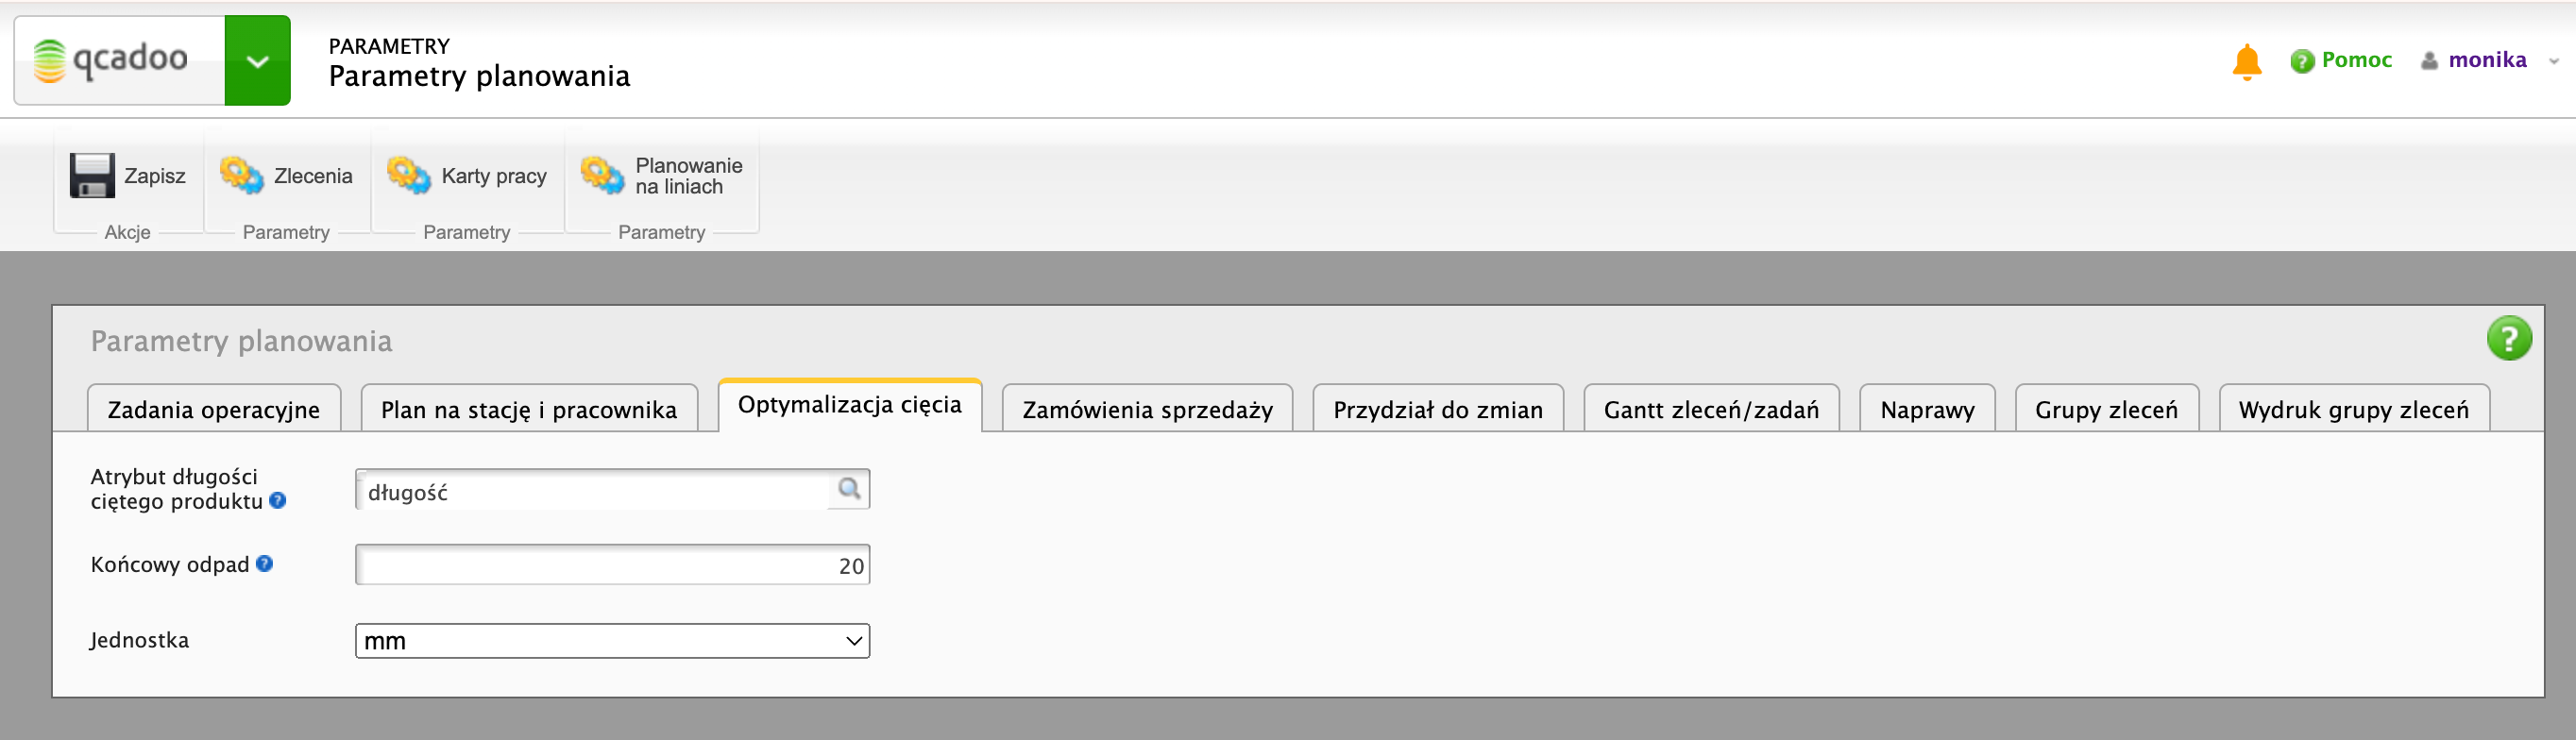 qcadoo
PARAMETRY
Parametry planowania
Pomoc
monika
Zapisz
Zlecenia
Karty pracy
Planowanie
na liniach
Akcje
Parametry
Parametry
Parametry
Parametry planowania
Zadania operacyjne
Plan na stację i pracownika
Optymalizacja cięcia
Zamówienia sprzedaży
Przydział do zmian
Gantt zleceń/zadań
Naprawy
Grupy zleceń
Wydruk grupy zleceń
Atrybut długości
ciętego produktu
długość
Końcowy odpad
20
Jednostka
mm